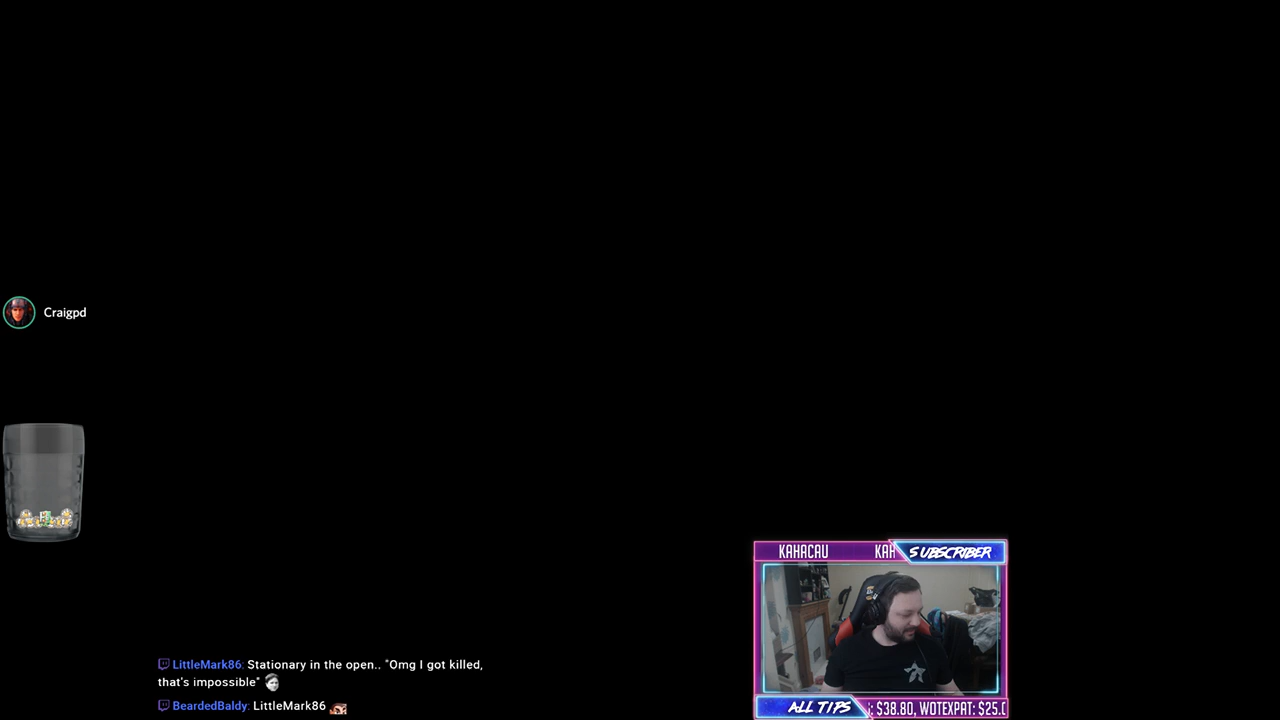 Craigpd
KAHACAU KAH SUBSCRIBER
LittleMark86: Stationary in the open.. "Omg I got killed,
that's impossible"
BeardedBaldy: LittleMark86
ALL TIPS : $38.80, WOTEXPAT: $25.0